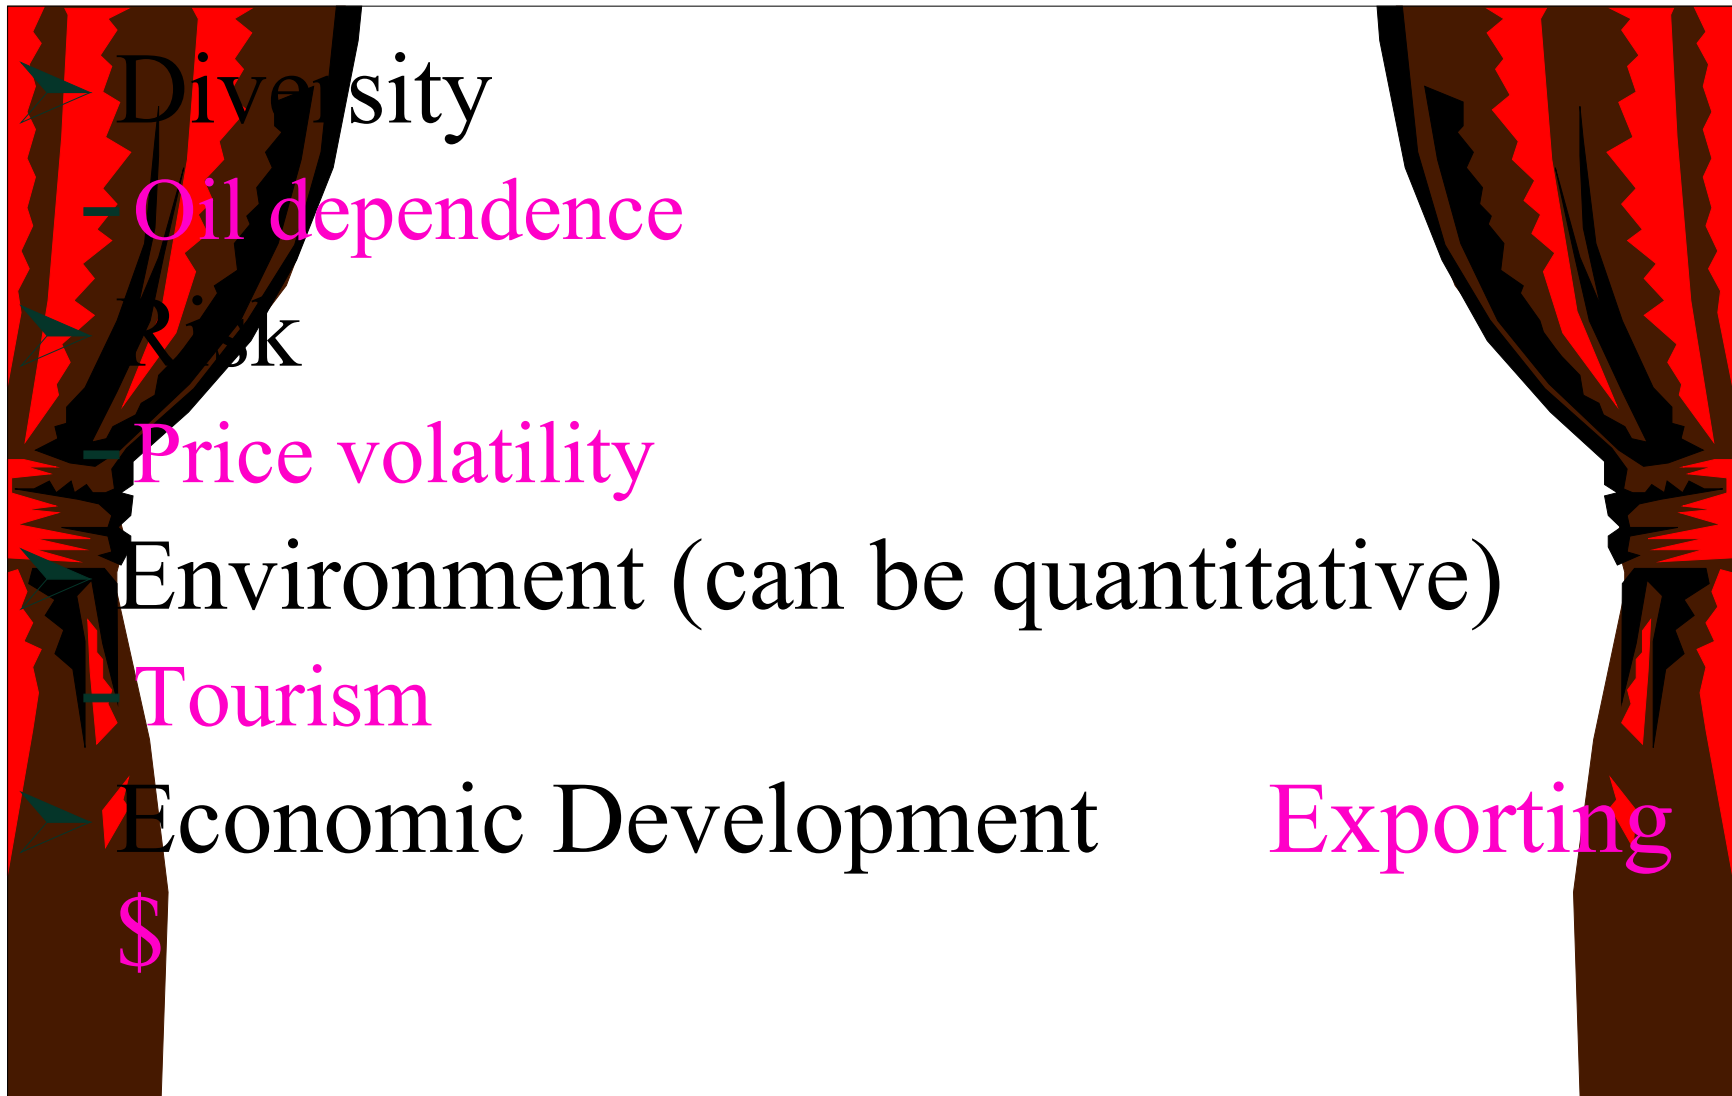 Diversity
– Oil dependence
Risk
– Price volatility
Environment (can be quantitative)
– Tourism
Economic Development Exporting
$